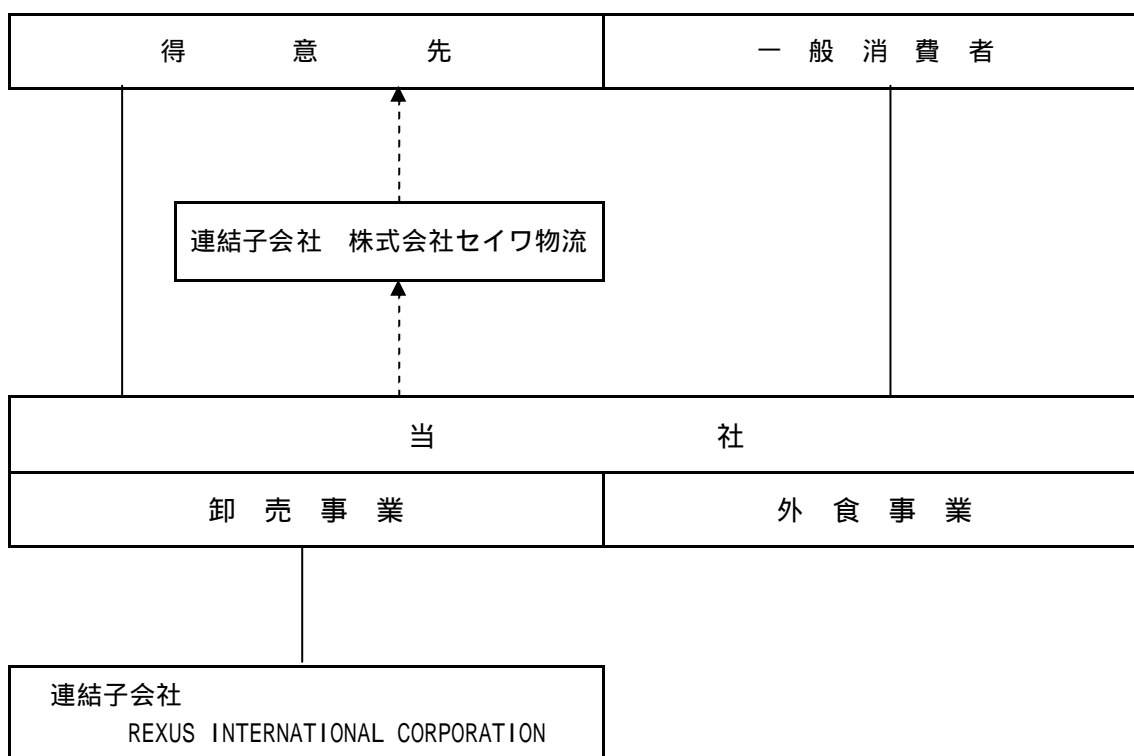 得意先
一般消費者
連結子会社　株式会社セイワ物流
当社
卸売事業
外食事業
連結子会社
REXUS INTERNATIONAL CORPORATION